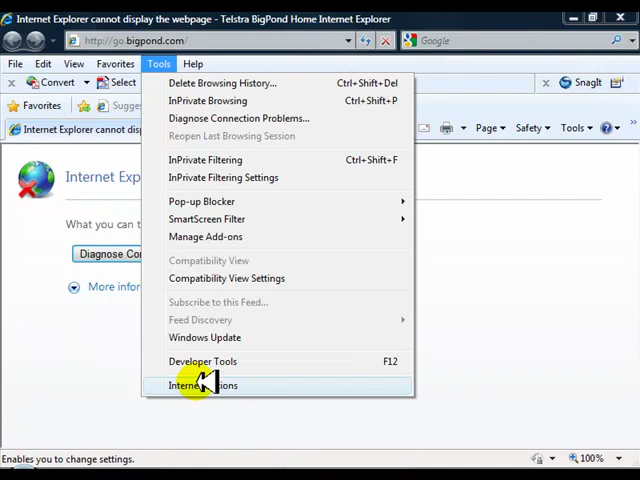 Internet Explorer cannot display the webpage - Telstra BigPond Home Internet Explorer
http://go.bigpond.com/
Google
File Edit View Favorites Tools Help
Convert Select
SnagIt
Favorites Sugges
Internet Explorer cannot disp
Page Safety Tools
Internet Exp
What you can t
Diagnose Co
More infor
Delete Browsing History... Ctrl+Shift+Del
InPrivate Browsing Ctrl+Shift+P
Diagnose Connection Problems...
Reopen Last Browsing Session
InPrivate Filtering Ctrl+Shift+F
InPrivate Filtering Settings
Pop-up Blocker
SmartScreen Filter
Manage Add-ons
Compatibility View
Compatibility View Settings
Subscribe to this Feed...
Feed Discovery
Windows Update
Developer Tools F12
Interne tions
Enables you to change settings.
100%